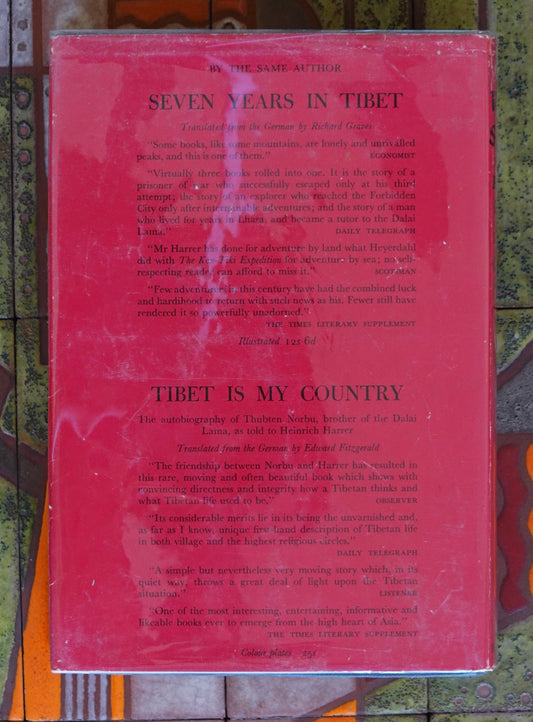 BY THE SAME AUTHOR
SEVEN YEARS IN TIBET
Translated from the German by Richard Graves
"Some books, like some mountains, are lonely and unrivalled
peaks, and this is one of them." ECONOMIST
"Virtually three books rolled into one. It is the story of a
prisoner of war who successfully escaped only at his third
attempt; the story of an explorer who reached the Forbidden
City only after interminable adventures; and the story of a man
who lived for years in Lhasa, and became a tutor to the Dalai
Lama." DAILY TELEGRAPH
"Mr Harrer has done for adventure by land what Heyerdahl
did with The Kon-Tiki Expedition for adventure by sea; no self-
respecting reader can afford to miss it." SCOTSMAN
"Few adventurers in this century have had the combined luck
and hardihood to return with such news as his. Fewer still have
rendered it so powerfully unadorned."
THE TIMES LITERARY SUPPLEMENT
Illustrated 12s 6d
TIBET IS MY COUNTRY
The autobiography of Thubten Norbu, brother of the Dalai
Lama, as told to Heinrich Harrer
Translated from the German by Edward Fitzgerald
"The friendship between Norbu and Harrer has resulted in
this rare, moving and often beautiful book which shows with
convincing directness and integrity how a Tibetan thinks and
what Tibetan life used to be." OBSERVER
"Its considerable merits lie in its being the unvarnished and,
as far as I know, unique first-hand description of Tibetan life
in both village and the highest religious circles."
DAILY TELEGRAPH
"A simple but nevertheless very moving story which, in its
quiet way, throws a great deal of light upon the Tibetan
situation." LISTENER
"One of the most interesting, entertaining, informative and
likeable books ever to emerge from the high heart of Asia."
THE TIMES LITERARY SUPPLEMENT
Colour plates 25s